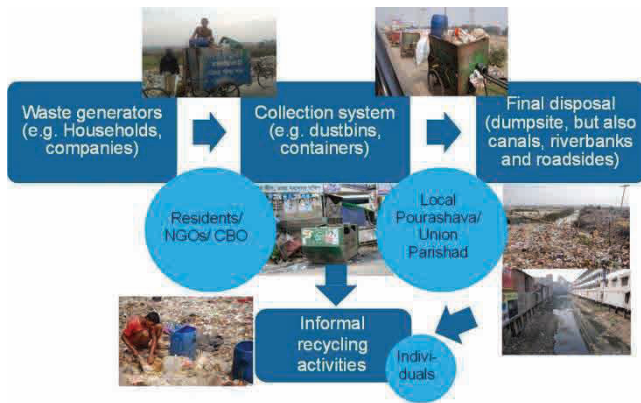 Waste generators
(e.g. Households,
companies)
Collection system
(e.g. dustbins,
containers)
Final disposal
(dumpsite, but also
canals, riverbanks
and roadsides)
Residents/
NGOs/ CBO
Local
Pourashava/
Union
Parishad
Informal
recycling
activities
Indivi-
duals